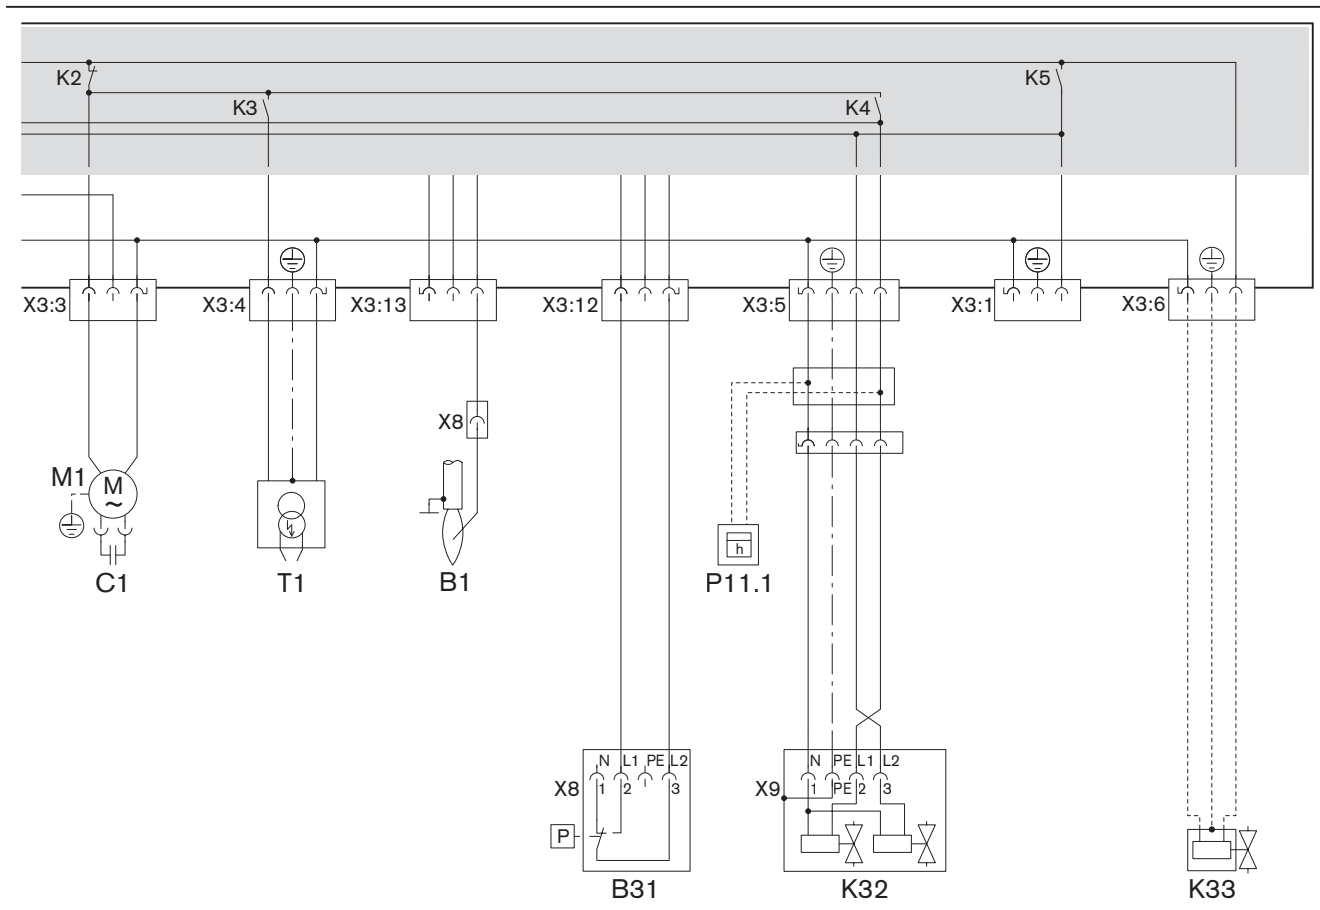 K2
K5
K3
K4
X3:3
X3:4
X3:13
X3:12
X3:5
X3:1
X3:6
X8
M1
M
~
h
C1
T1
B1
P11.1
N L1 PE L2
N PE L1 L2
X8
1 2 3
X9
1 PE 2 3
P
B31
K32
K33